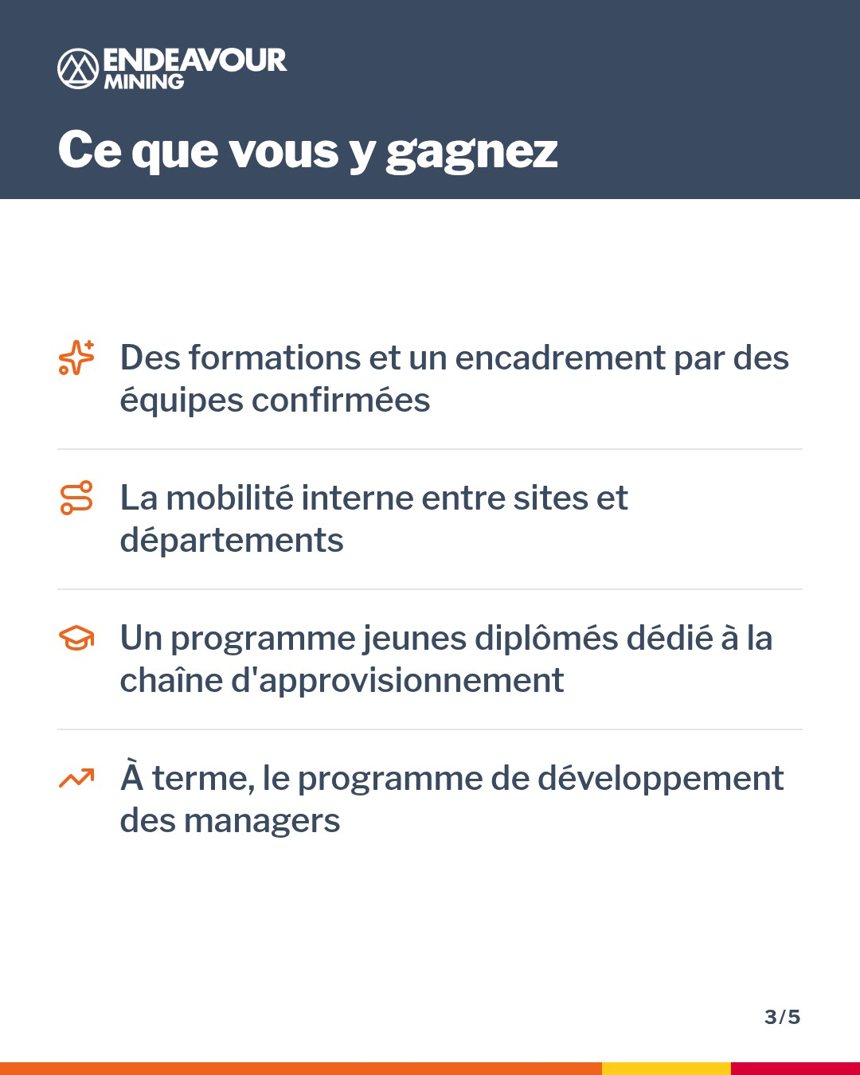 ENDEAVOUR
MINING
Ce que vous y gagnez
Des formations et un encadrement par des
équipes confirmées
La mobilité interne entre sites et
départements
Un programme jeunes diplômés dédié à la
chaîne d'approvisionnement
À terme, le programme de développement
des managers
3/5